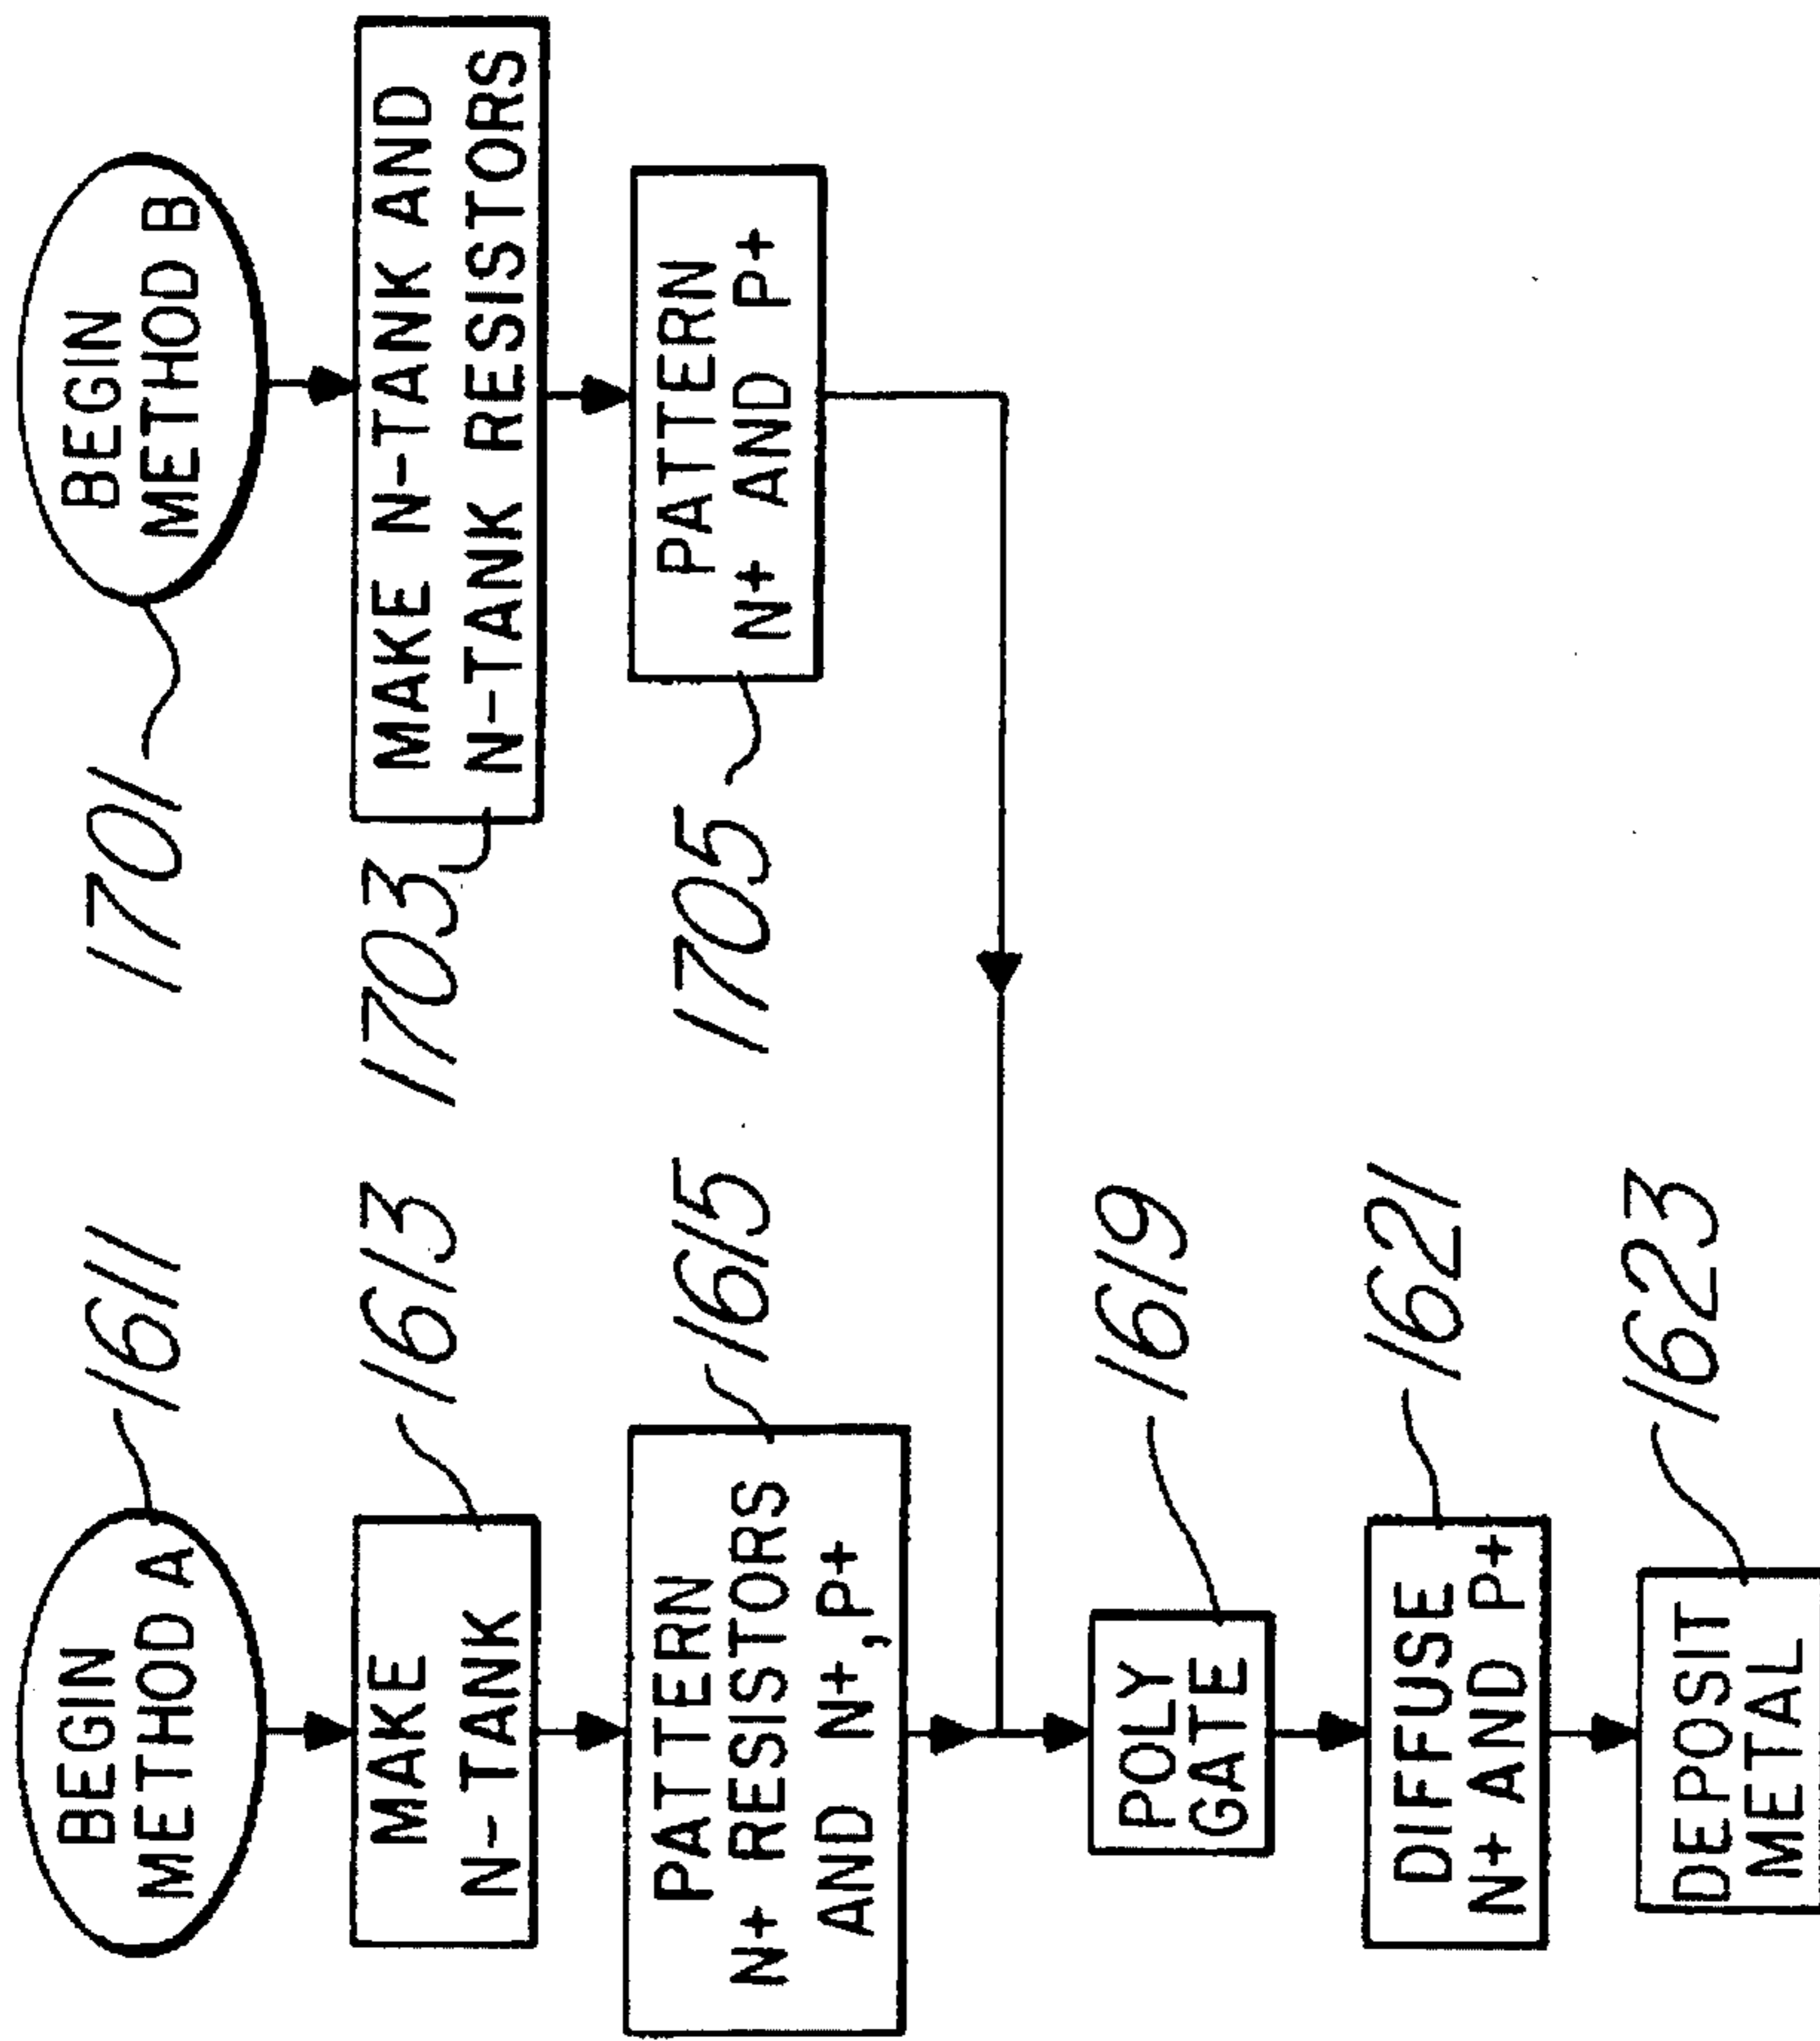 BEGIN
METHOD A
1611
MAKE
N-TANK
1613
PATTERN
N+ RESISTORS
AND N+, P+
1615
POLY
GATE
1619
DIFFUSE
N+ AND P+
1621
DEPOSIT
METAL
1623
BEGIN
METHOD B
1701
MAKE N-TANK AND
N-TANK RESISTORS
1703
PATTERN
N+ AND P+
1705